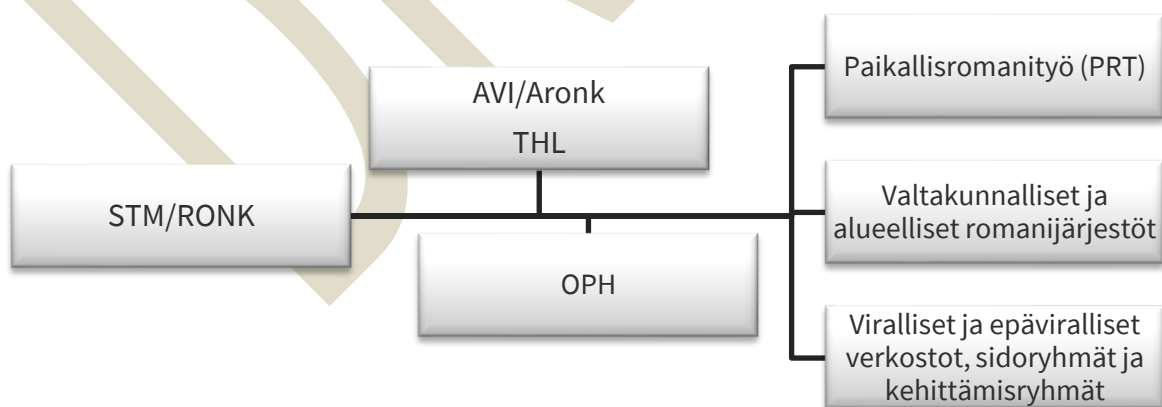 STM/RONK
AVI/Aronk
THL
OPH
Paikallisromanityö (PRT)
Valtakunnalliset ja
alueelliset romanijärjestöt
Viralliset ja epäviralliset
verkostot, sidoryhmät ja
kehittämisryhmät